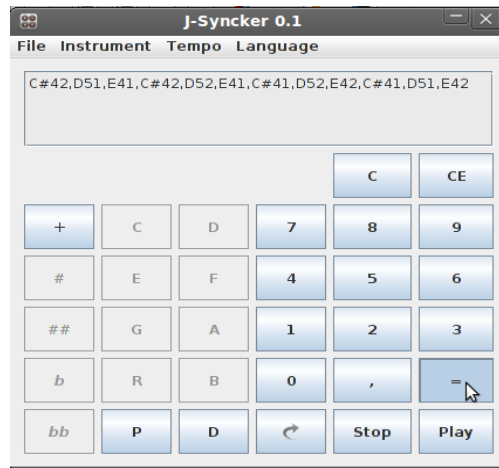 J-Syncker 0.1
File Instrument Tempo Language
C#42,D51,E41,C#42,D52,E41,C#41,D52,E42,C#41,D51,E42
C CE
+ C D 7 8 9
# E F 4 5 6
## G A 1 2 3
b R B 0 , =
bb P D Stop Play